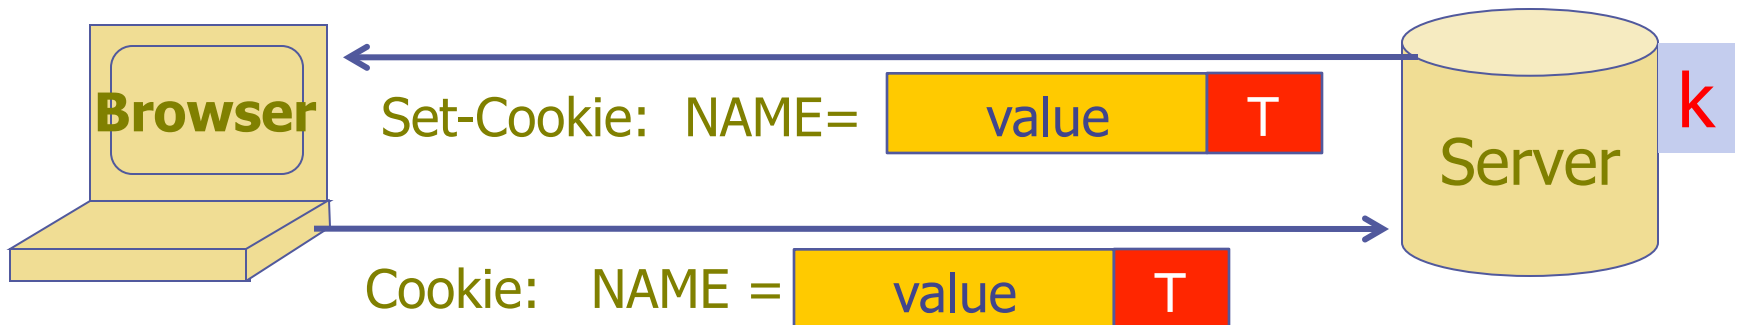 Browser
Set-Cookie: NAME= value T
k
Server
Cookie: NAME = value T